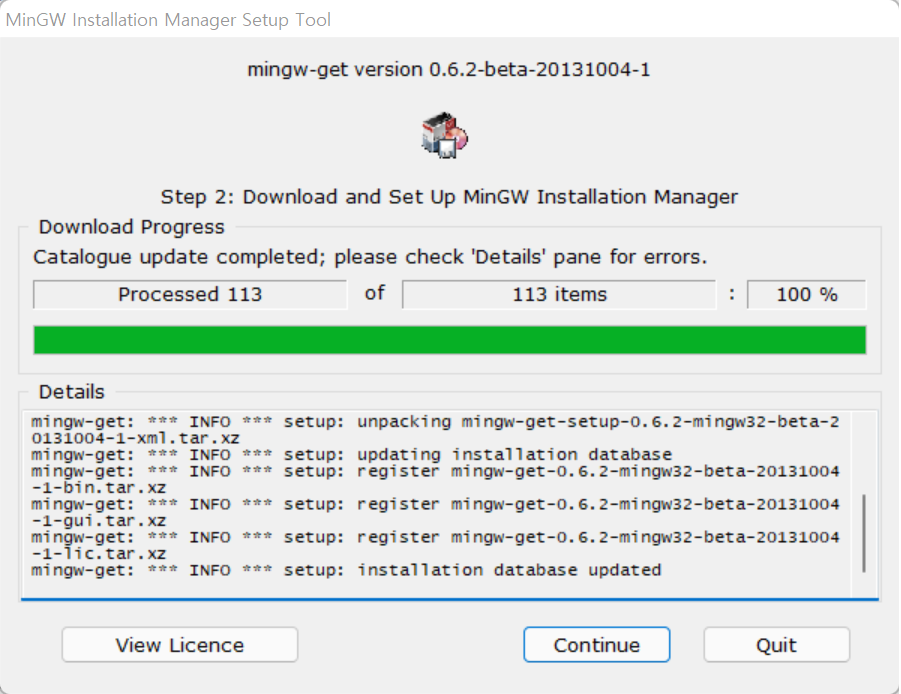 MinGW Installation Manager Setup Tool
mingw-get version 0.6.2-beta-20131004-1
Step 2: Download and Set Up MinGW Installation Manager
Download Progress
Catalogue update completed; please check 'Details' pane for errors.
Processed 113 of 113 items : 100 %
Details
mingw-get: *** INFO *** setup: unpacking mingw-get-setup-0.6.2-mingw32-beta-2
0131004-1-xml.tar.xz
mingw-get: *** INFO *** setup: updating installation database
mingw-get: *** INFO *** setup: register mingw-get-0.6.2-mingw32-beta-20131004
-1-bin.tar.xz
mingw-get: *** INFO *** setup: register mingw-get-0.6.2-mingw32-beta-20131004
-1-gui.tar.xz
mingw-get: *** INFO *** setup: register mingw-get-0.6.2-mingw32-beta-20131004
-1-lic.tar.xz
mingw-get: *** INFO *** setup: installation database updated
View Licence Continue Quit